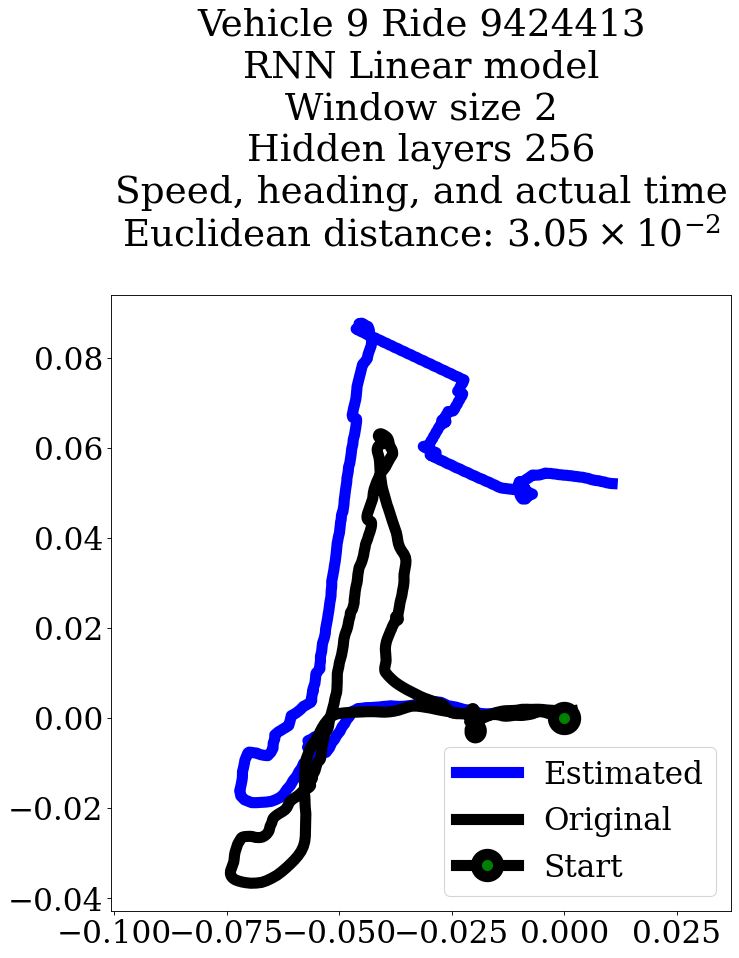 Vehicle 9 Ride 9424413
RNN Linear model
Window size 2
Hidden layers 256
Speed, heading, and actual time
Euclidean distance: 3.05 × 10⁻²
0.08
0.06
0.04
0.02
0.00
−0.02
−0.04
Estimated
Original
Start
−0.100 −0.075 −0.050 −0.025 0.000 0.025